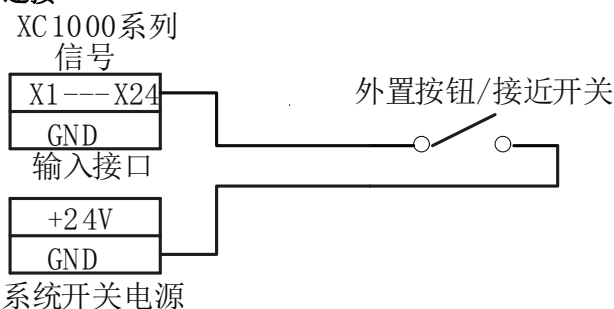 XC1000系列
信号
X1---X24
GND
输入接口
外置按钮/接近开关
+24V
GND
系统开关电源